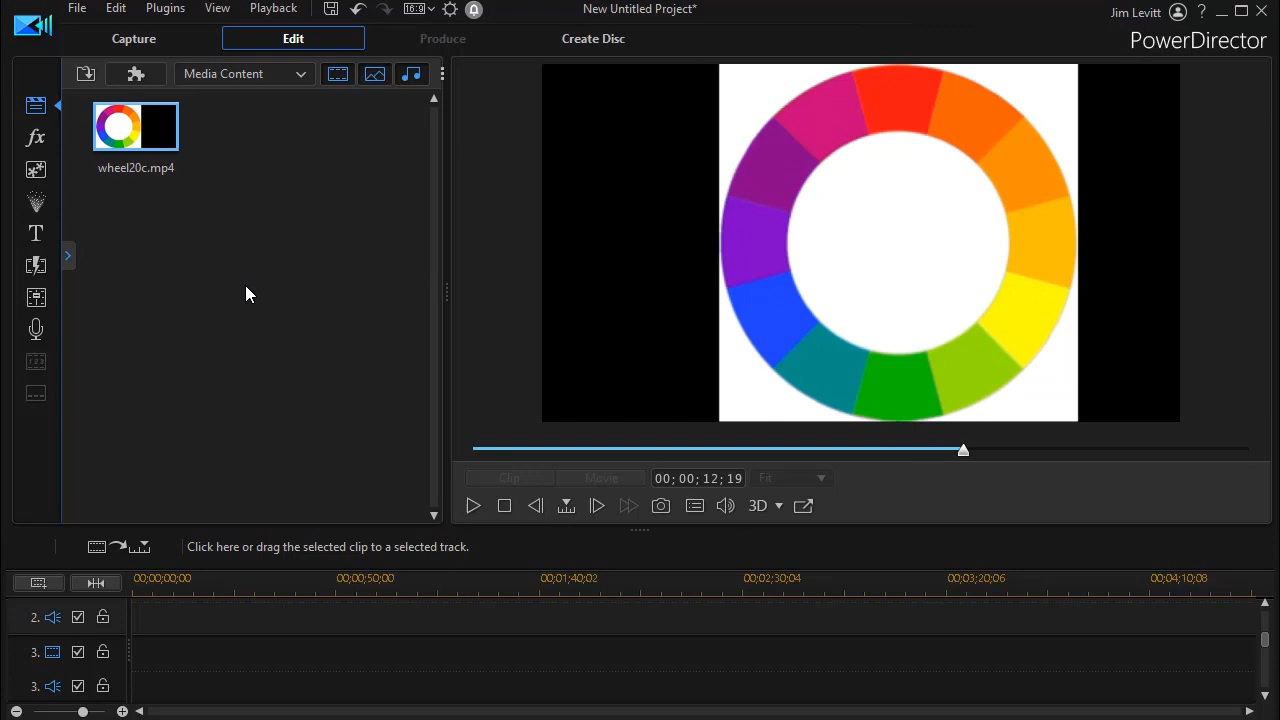 File Edit Plugins View Playback 16:9 New Untitled Project* Jim Levitt ?
Capture Edit Produce Create Disc PowerDirector
Media Content
wheel20c.mp4
fx
T
Clip Movie 00; 00; 12; 19 Fit
3D
Click here or drag the selected clip to a selected track.
00;00;00;00 00;00;50;00 00;01;40;02 00;02;30;04 00;03;20;06 00;04;10;08
2.
3.
3.